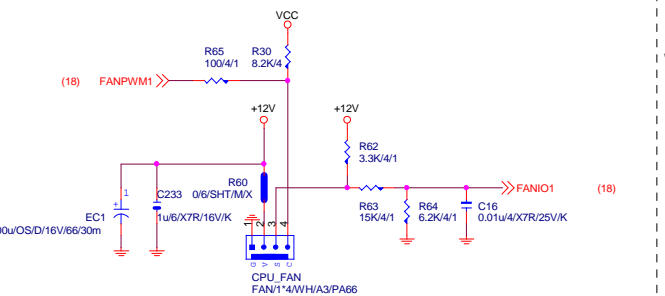 VCC
R65
100/4/1
R30
8.2K/4
(18) FANPWM1
+12V
+12V
R62
3.3K/4/1
R60
0/6/SHT/M/X
C233
1u/6/X7R/16V/K
1
+
EC1
00u/OS/D/16V/66/30m
R63
15K/4/1
R64
6.2K/4/1
C16
0.01u/4/X7R/25V/K
FANIO1 (18)
1 2 3 4
G V S C
CPU_FAN
FAN/1*4/WH/A3/PA66